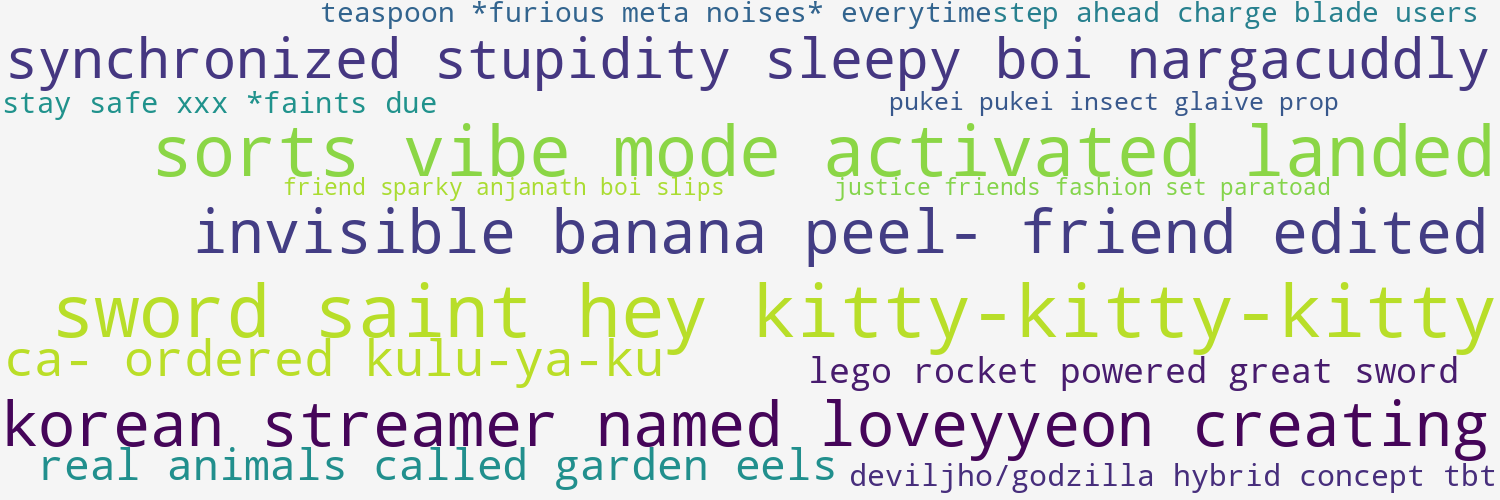 teaspoon *furious meta noises* everytimestep ahead charge blade users
synchronized stupidity sleepy boi nargacuddly
stay safe xxx *faints due
pukei pukei insect glaive prop
sorts vibe mode activated landed
friend sparky anjanath boi slips
justice friends fashion set paratoad
invisible banana peel- friend edited
sword saint hey kitty-kitty-kitty
ca- ordered kulu-ya-ku
lego rocket powered great sword
korean streamer named loveyyeon creating
real animals called garden eels
deviljho/godzilla hybrid concept tbt